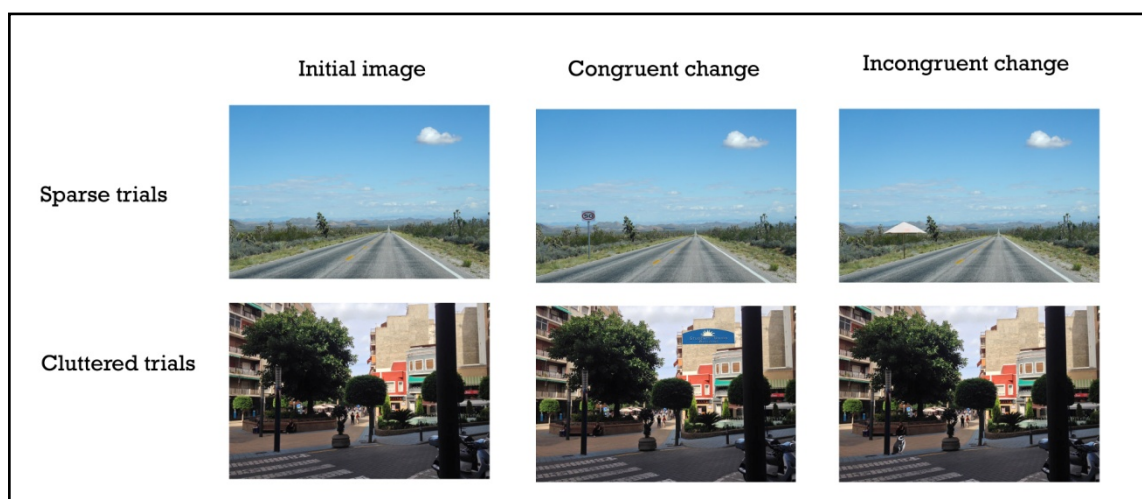 Initial image
Congruent change
Incongruent change
Sparse trials
Cluttered trials